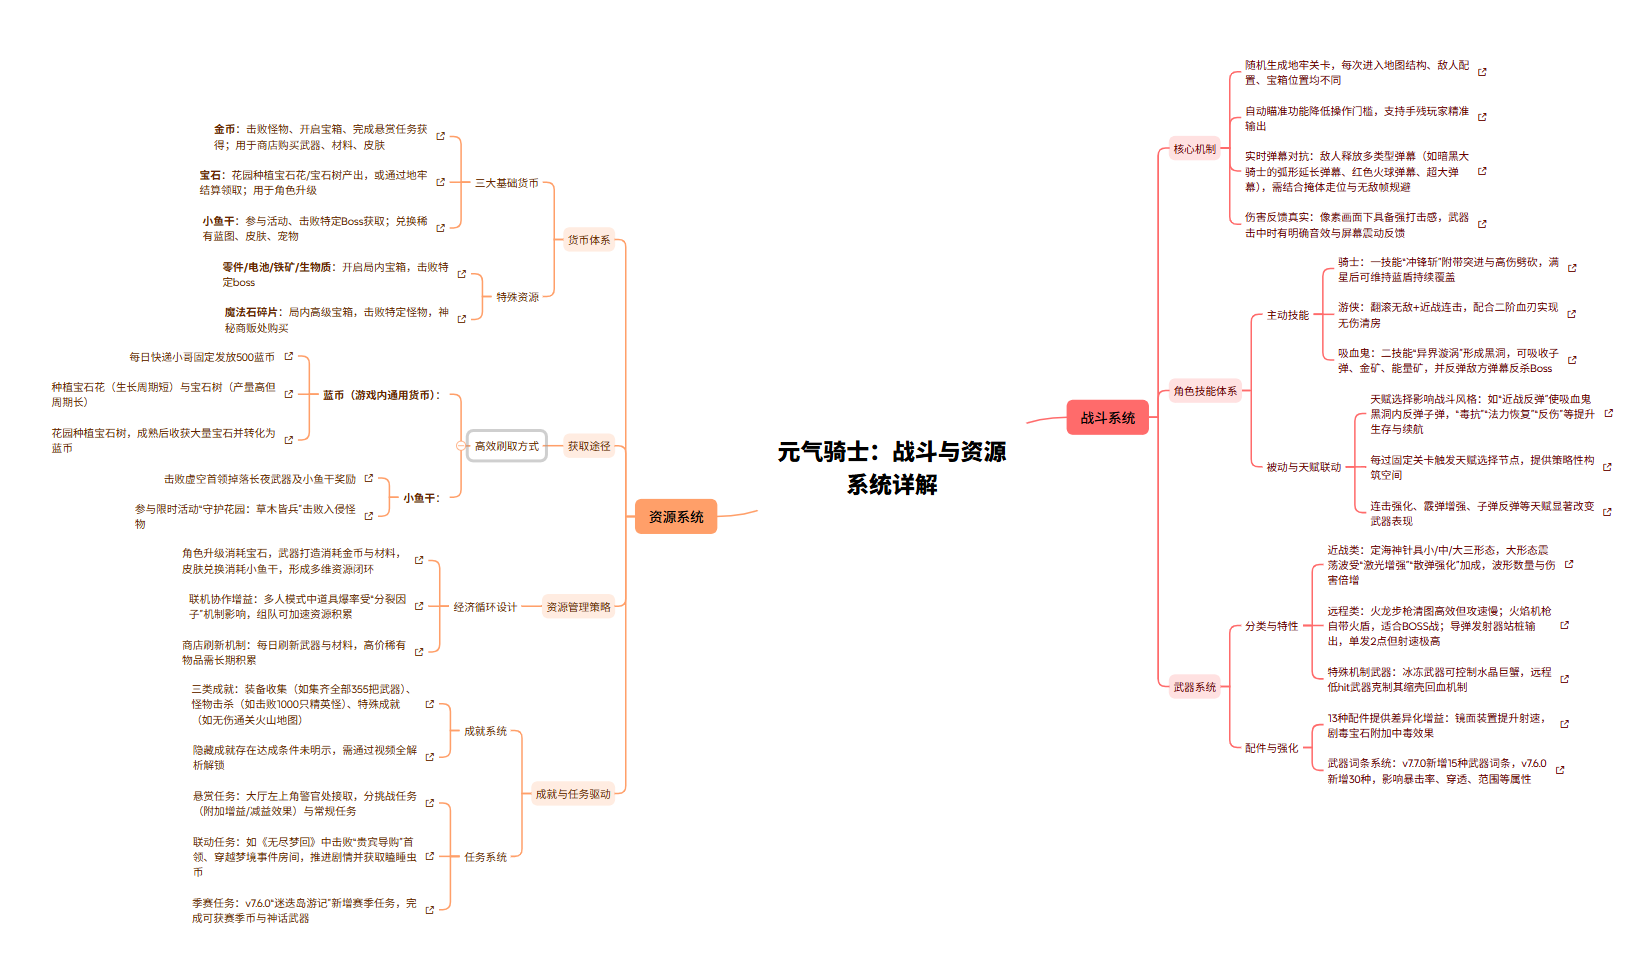 元气骑士：战斗与资源
系统详解
战斗系统
核心机制
随机生成地牢关卡，每次进入地图结构、敌人配
置、宝箱位置均不同
自动瞄准功能降低操作门槛，支持手残玩家精准
输出
实时弹幕对抗：敌人释放多类型弹幕（如暗黑大
骑士的弧形延长弹幕、红色火球弹幕、超大弹
幕），需结合掩体走位与无敌帧规避
伤害反馈真实：像素画面下具备强打击感，武器
击中时有明确音效与屏幕震动反馈
角色技能体系
主动技能
骑士：一技能“冲锋斩”附带突进与高伤劈砍，满
星后可维持蓝盾持续覆盖
游侠：翻滚无敌+近战连击，配合二阶血刃实现
无伤清房
吸血鬼：二技能“异界漩涡”形成黑洞，可吸收子
弹、金矿、能量矿，并反弹敌方弹幕反杀Boss
被动与天赋联动
天赋选择影响战斗风格：如“近战反弹”使吸血鬼
黑洞内反弹子弹，“毒抗”“法力恢复”“反伤”等提升
生存与续航
每过固定关卡触发天赋选择节点，提供策略性构
筑空间
连击强化、霰弹增强、子弹反弹等天赋显著改变
武器表现
武器系统
分类与特性
近战类：定海神针具小/中/大三形态，大形态震
荡波受“激光增强”“散弹强化”加成，波形数量与伤
害倍增
远程类：火龙步枪清图高效但攻速慢；火焰机枪
自带火盾，适合BOSS战；导弹发射器站桩输
出，单发2点但射速极高
特殊机制武器：冰冻武器可控制水晶巨蟹，远程
低hit武器克制其缩壳回血机制
配件与强化
13种配件提供差异化增益：镜面装置提升射速，
剧毒宝石附加中毒效果
武器词条系统：v7.7.0新增15种武器词条，v7.6.0
新增30种，影响暴击率、穿透、范围等属性
资源系统
货币体系
三大基础货币
金币：击败怪物、开启宝箱、完成悬赏任务获
得；用于商店购买武器、材料、皮肤
宝石：花园种植宝石花/宝石树产出，或通过地牢
结算领取；用于角色升级
小鱼干：参与活动、击败特定Boss获取；兑换稀
有蓝图、皮肤、宠物
特殊资源
零件/电池/铁矿/生物质：开启局内宝箱，击败特
定boss
魔法石碎片：局内高级宝箱，击败特定怪物，神
秘商贩处购买
获取途径
高效刷取方式
蓝币（游戏内通用货币）：
每日快递小哥固定发放500蓝币
种植宝石花（生长周期短）与宝石树（产量高但
周期长）
花园种植宝石树，成熟后收获大量宝石并转化为
蓝币
小鱼干：
击败虚空首领掉落长夜武器及小鱼干奖励
参与限时活动“守护花园：草木皆兵”击败入侵怪
物
资源管理策略
经济循环设计
角色升级消耗宝石，武器打造消耗金币与材料，
皮肤兑换消耗小鱼干，形成多维资源闭环
联机协作增益：多人模式中道具爆率受“分裂因
子”机制影响，组队可加速资源积累
商店刷新机制：每日刷新武器与材料，高价稀有
物品需长期积累
成就与任务驱动
成就系统
三类成就：装备收集（如集齐全部355把武器）、
怪物击杀（如击败1000只精英怪）、特殊成就
（如无伤通关火山地图）
隐藏成就存在达成条件未明示，需通过视频全解
析解锁
任务系统
悬赏任务：大厅左上角警官处接取，分挑战任务
（附加增益/减益效果）与常规任务
联动任务：如《无尽梦回》中击败“贵宾导购”首
领、穿越梦境事件房间，推进剧情并获取瞌睡虫
币
季赛任务：v7.6.0“迷迭岛游记”新增赛季任务，完
成可获赛季币与神话武器